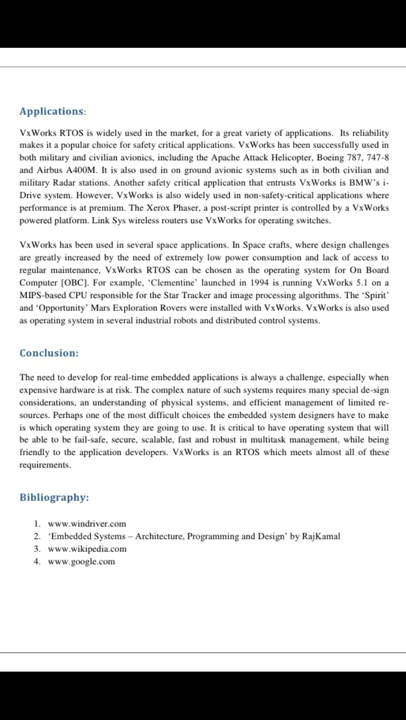 Applications:
VxWorks RTOS is widely used in the market, for a great variety of applications. Its reliability
makes it a popular choice for safety critical applications. VxWorks has been successfully used in
both military and civilian avionics, including the Apache Attack Helicopter, Boeing 787, 747-8
and Airbus A400M. It is also used in on ground avionic systems such as in both civilian and
military Radar stations. Another safety critical application that entrusts VxWorks is BMW's i-
Drive system. However, VxWorks is also widely used in non-safety-critical applications where
performance is at premium. The Xerox Phaser, a post-script printer is controlled by a VxWorks
powered platform. Link Sys wireless routers use VxWorks for operating switches.
VxWorks has been used in several space applications. In Space crafts, where design challenges
are greatly increased by the need of extremely low power consumption and lack of access to
regular maintenance, VxWorks RTOS can be chosen as the operating system for On Board
Computer [OBC]. For example, 'Clementine' launched in 1994 is running VxWorks 5.1 on a
MIPS-based CPU responsible for the Star Tracker and image processing algorithms. The 'Spirit'
and 'Opportunity' Mars Exploration Rovers were installed with VxWorks. VxWorks is also used
as operating system in several industrial robots and distributed control systems.
Conclusion:
The need to develop for real-time embedded applications is always a challenge, especially when
expensive hardware is at risk. The complex nature of such systems requires many special de-sign
considerations, an understanding of physical systems, and efficient management of limited re-
sources. Perhaps one of the most difficult choices the embedded system designers have to make
is which operating system they are going to use. It is critical to have operating system that will
be able to be fail-safe, secure, scalable, fast and robust in multitask management, while being
friendly to the application developers. VxWorks is an RTOS which meets almost all of these
requirements.
Bibliography:
1. www.windriver.com
2. 'Embedded Systems – Architecture, Programming and Design' by RajKamal
3. www.wikipedia.com
4. www.google.com